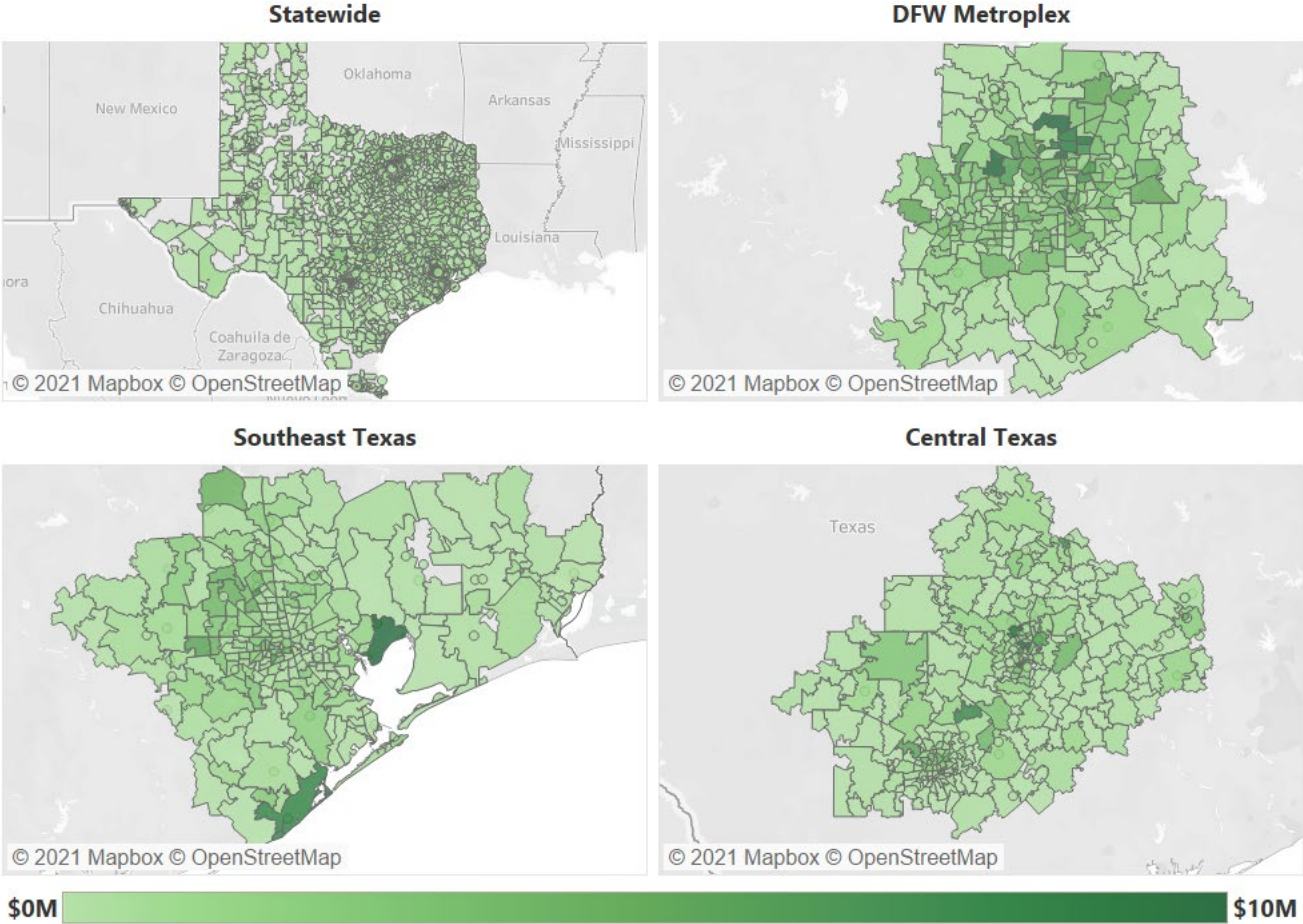 Statewide
DFW Metroplex
Oklahoma
New Mexico
Arkansas
Mississippi
Louisiana
Chihuahua
Coahuila de
Zaragoza
© 2021 Mapbox © OpenStreetMap
© 2021 Mapbox © OpenStreetMap
Southeast Texas
Central Texas
Texas
© 2021 Mapbox © OpenStreetMap
© 2021 Mapbox © OpenStreetMap
$0M
$10M